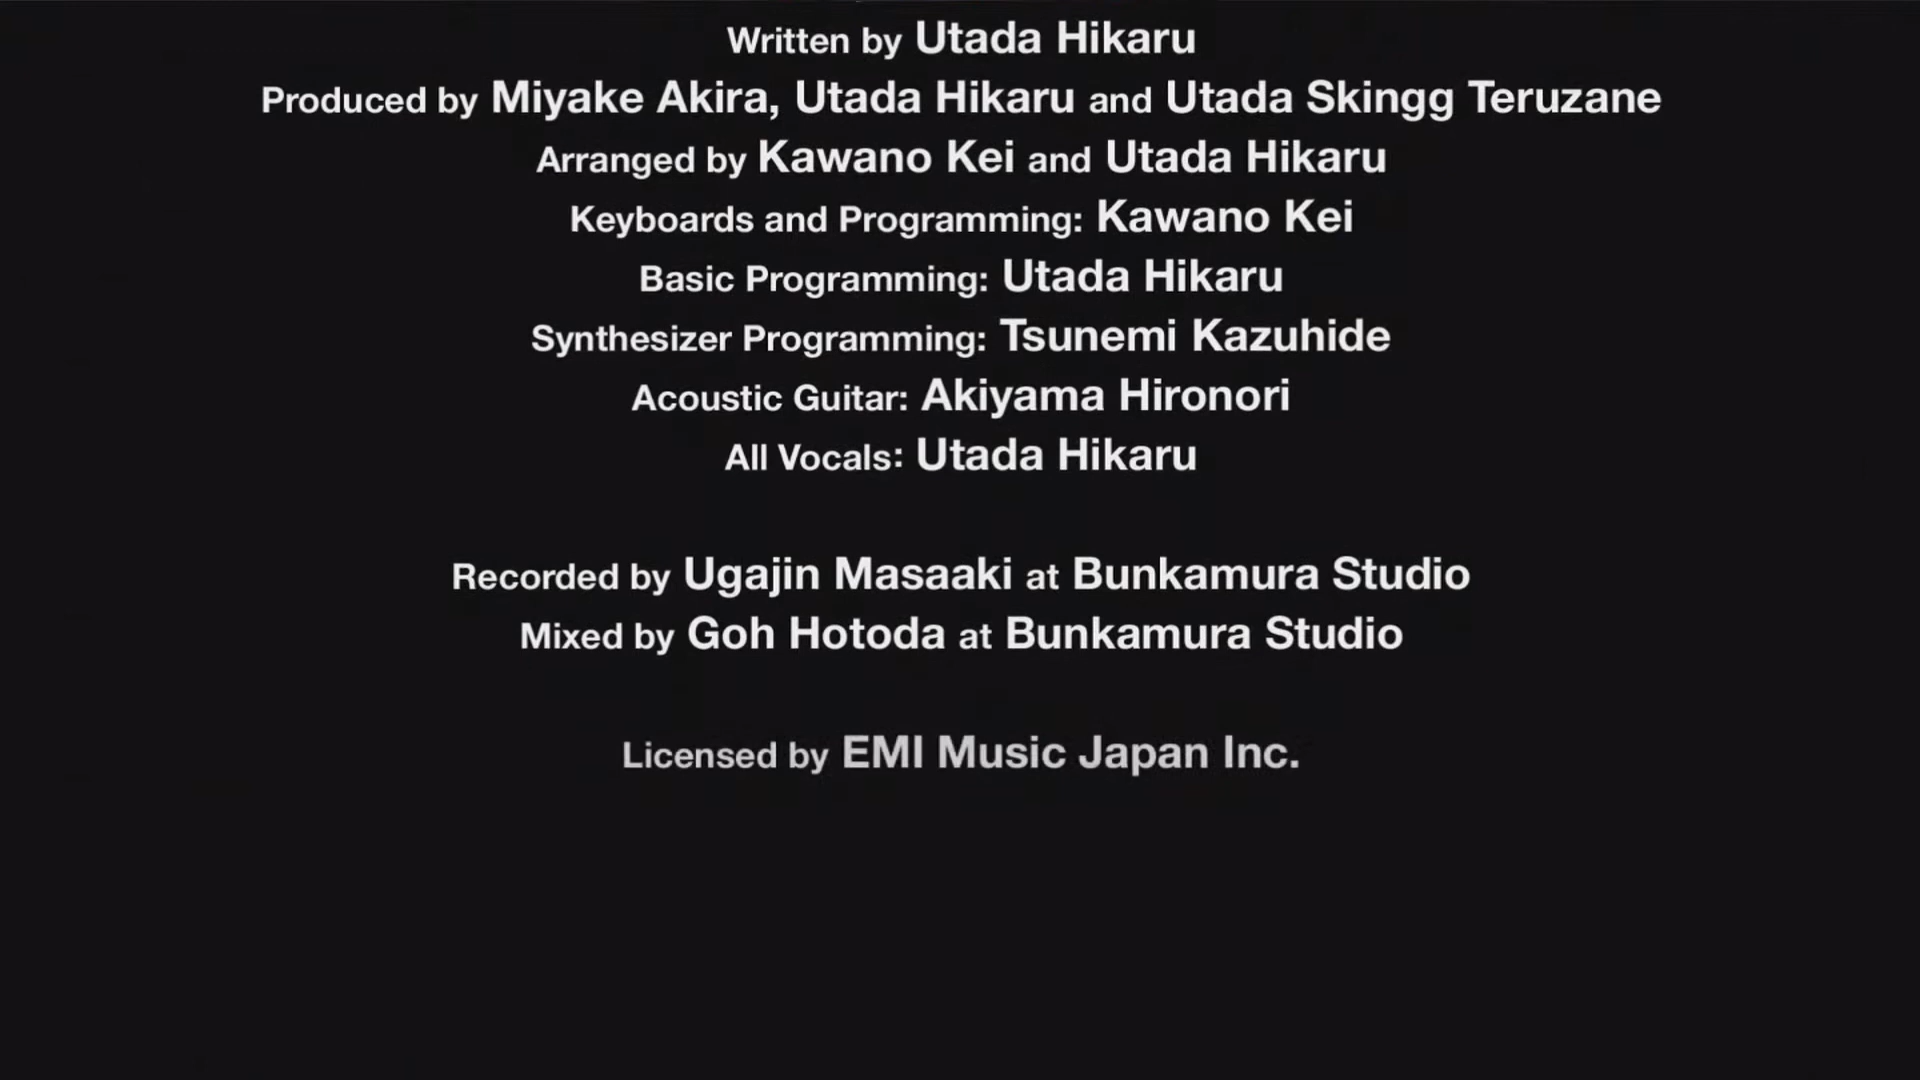 Written by Utada Hikaru
Produced by Miyake Akira, Utada Hikaru and Utada Skingg Teruzane
Arranged by Kawano Kei and Utada Hikaru
Keyboards and Programming: Kawano Kei
Basic Programming: Utada Hikaru
Synthesizer Programming: Tsunemi Kazuhide
Acoustic Guitar: Akiyama Hironori
All Vocals: Utada Hikaru
Recorded by Ugajin Masaaki at Bunkamura Studio
Mixed by Goh Hotoda at Bunkamura Studio
Licensed by EMI Music Japan Inc.